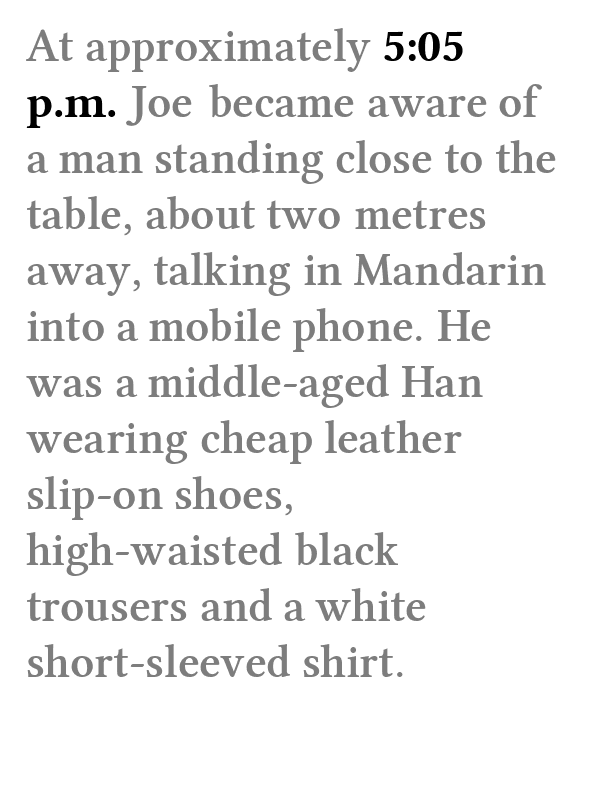 At approximately 5:05
p.m. Joe became aware of
a man standing close to the
table, about two metres
away, talking in Mandarin
into a mobile phone. He
was a middle-aged Han
wearing cheap leather
slip-on shoes,
high-waisted black
trousers and a white
short-sleeved shirt.